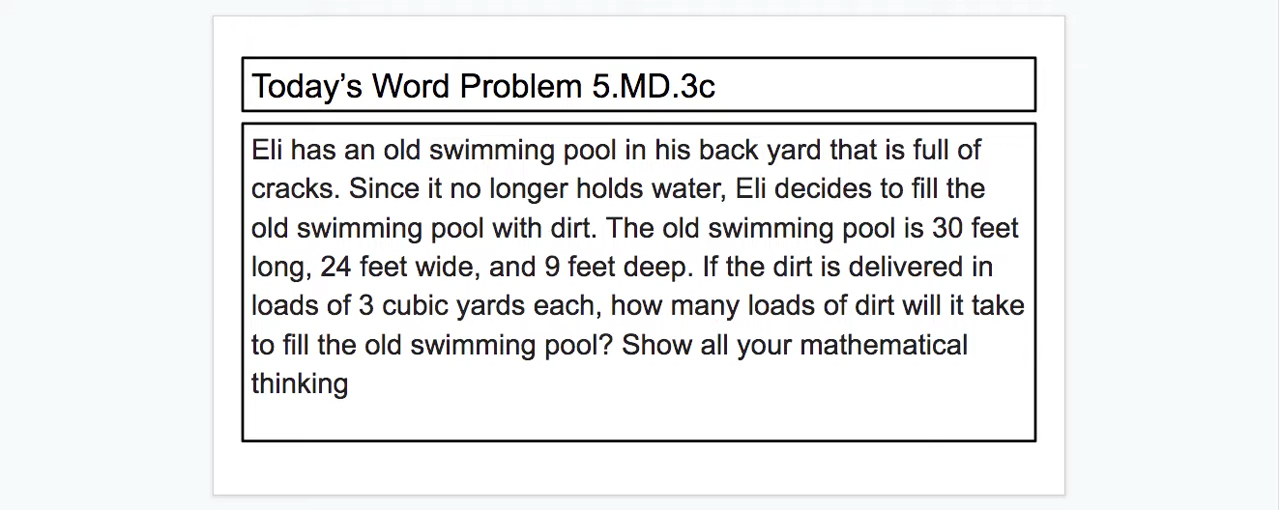 Today’s Word Problem 5.MD.3c
Eli has an old swimming pool in his back yard that is full of
cracks. Since it no longer holds water, Eli decides to fill the
old swimming pool with dirt. The old swimming pool is 30 feet
long, 24 feet wide, and 9 feet deep. If the dirt is delivered in
loads of 3 cubic yards each, how many loads of dirt will it take
to fill the old swimming pool? Show all your mathematical
thinking